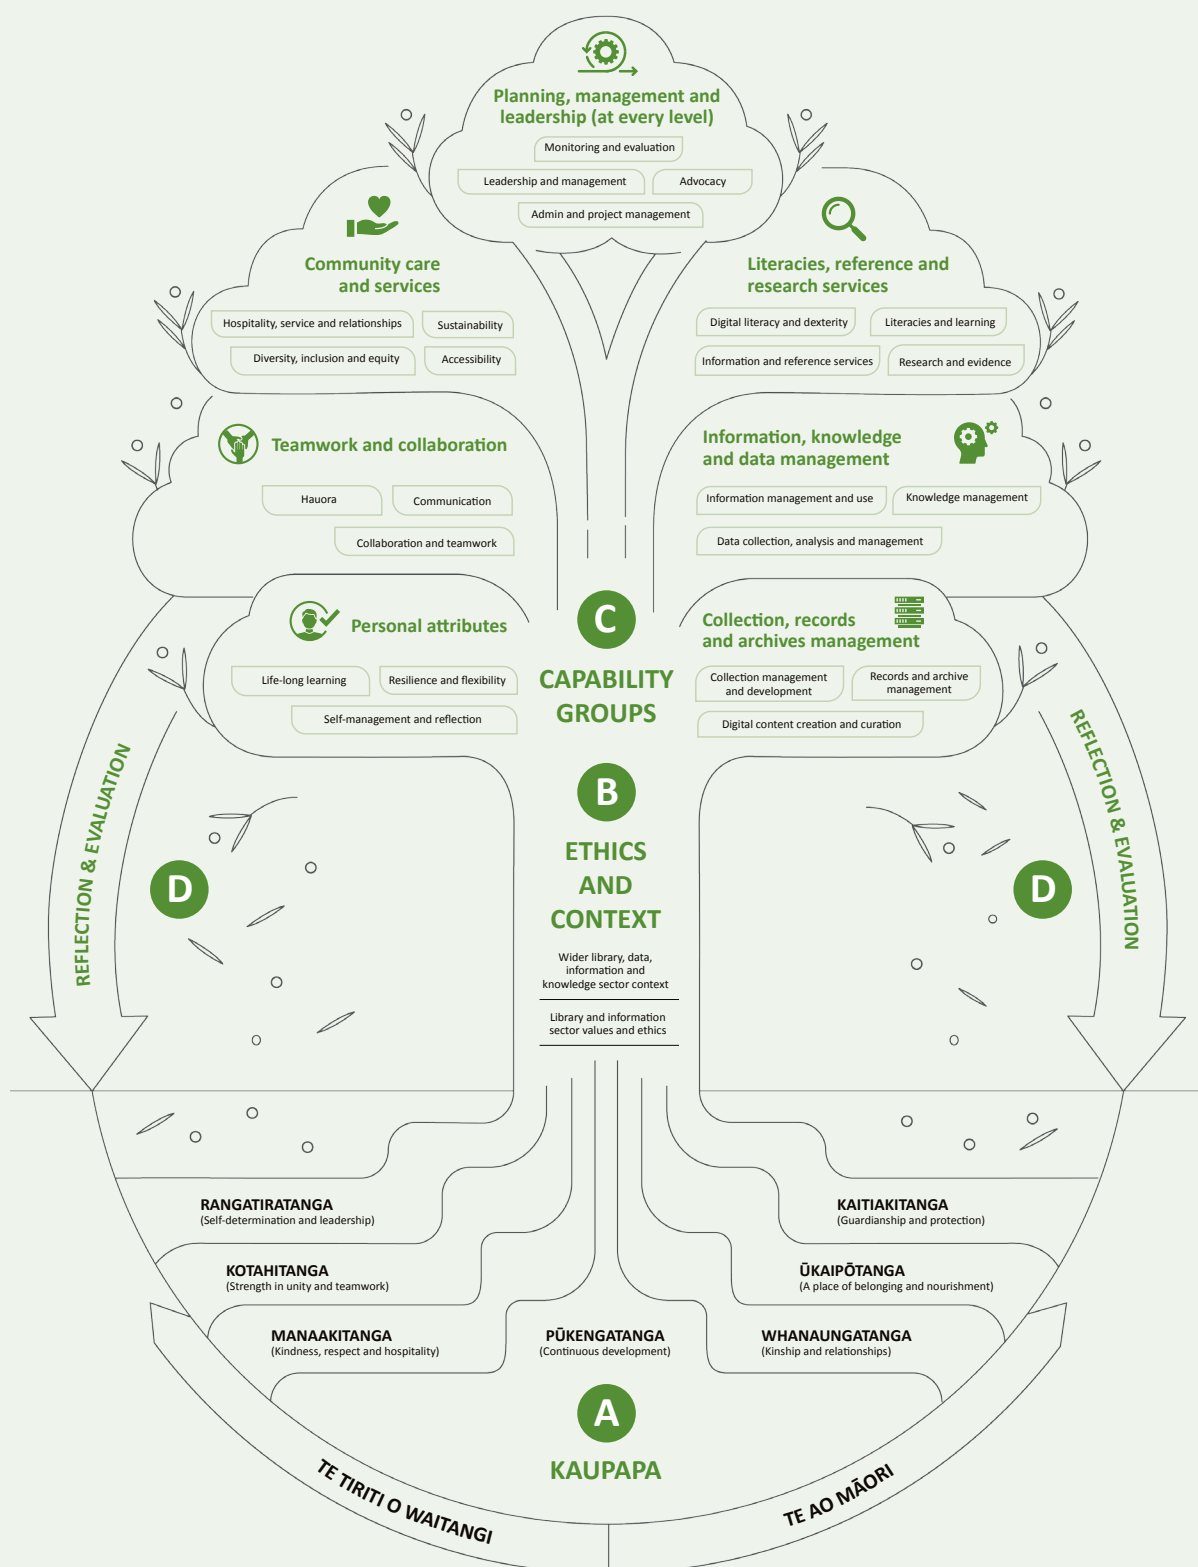 Planning, management and
leadership (at every level)
Monitoring and evaluation
Leadership and management
Advocacy
Admin and project management
Community care
and services
Hospitality, service and relationships
Sustainability
Diversity, inclusion and equity
Accessibility
Literacies, reference and
research services
Digital literacy and dexterity
Literacies and learning
Information and reference services
Research and evidence
Teamwork and collaboration
Hauora
Communication
Collaboration and teamwork
Information, knowledge
and data management
Information management and use
Knowledge management
Data collection, analysis and management
Personal attributes
Life-long learning
Resilience and flexibility
Self-management and reflection
Collection, records
and archives management
Collection management
and development
Records and archive
management
Digital content creation and curation
C
CAPABILITY
GROUPS
B
ETHICS
AND
CONTEXT
Wider library, data,
information and
knowledge sector context
Library and information
sector values and ethics
REFLECTION & EVALUATION
D
REFLECTION & EVALUATION
D
RANGATIRATANGA
(Self-determination and leadership)
KAITIAKITANGA
(Guardianship and protection)
KOTAHITANGA
(Strength in unity and teamwork)
ŪKAIPŌTANGA
(A place of belonging and nourishment)
MANAAKITANGA
(Kindness, respect and hospitality)
PŪKENGATANGA
(Continuous development)
WHANAUNGATANGA
(Kinship and relationships)
A
KAUPAPA
TE TIRITI O WAITANGI
TE AO MĀORI